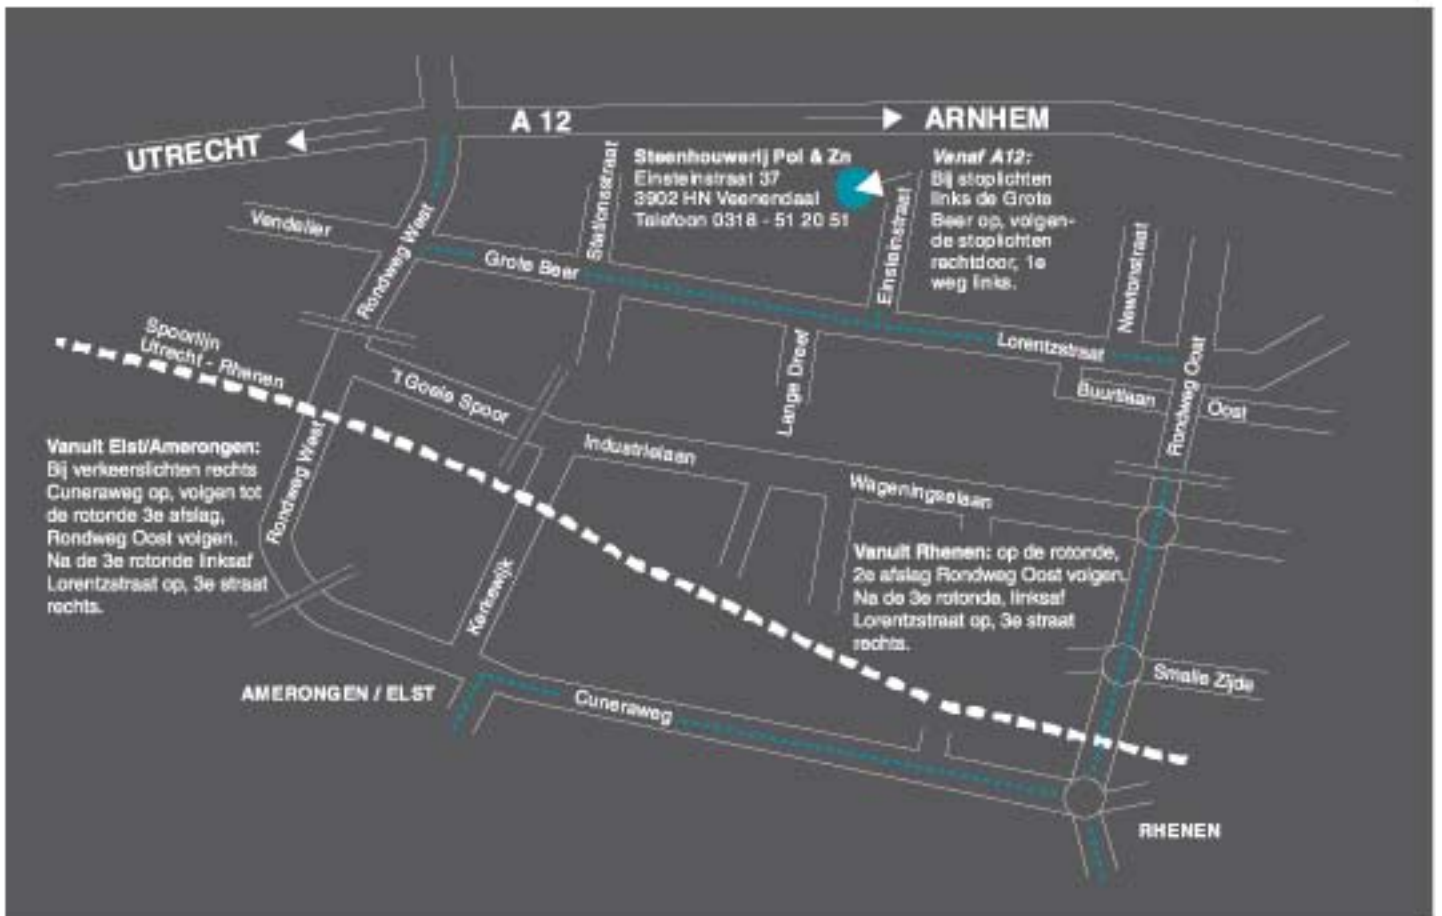 UTRECHT
A 12
ARNHEM
Steenhouwerij Pol & Zn
Einsteinstraat 37
3902 HN Veenendaal
Telefoon 0318 - 51 20 51
Vanaf A12:
Bij stoplichten
links de Grote
Beer op, volgen-
de stoplichten
rechtdoor, 1e
weg links.
Stationsstraat
Einsteinstraat
Newtonstraat
Vendelier
Rondweg West
Grote Beer
Lorentzstraat
Rondweg Oost
Buurtlaan
Oost
Lange Dreef
Spoorlijn
Utrecht - Rhenen
't Goeie Spoor
Industrielaan
Wageningselaan
Rondweg West
Vanuit Elst/Amerongen:
Bij verkeerslichten rechts
Cuneraweg op, volgen tot
de rotonde 3e afslag,
Rondweg Oost volgen.
Na de 3e rotonde linksaf
Lorentzstraat op, 3e straat
rechts.
Vanuit Rhenen: op de rotonde,
2e afslag Rondweg Oost volgen.
Na de 3e rotonde, linksaf
Lorentzstraat op, 3e straat
rechts.
Kerkewijk
Smalle Zijde
AMERONGEN / ELST
Cuneraweg
RHENEN